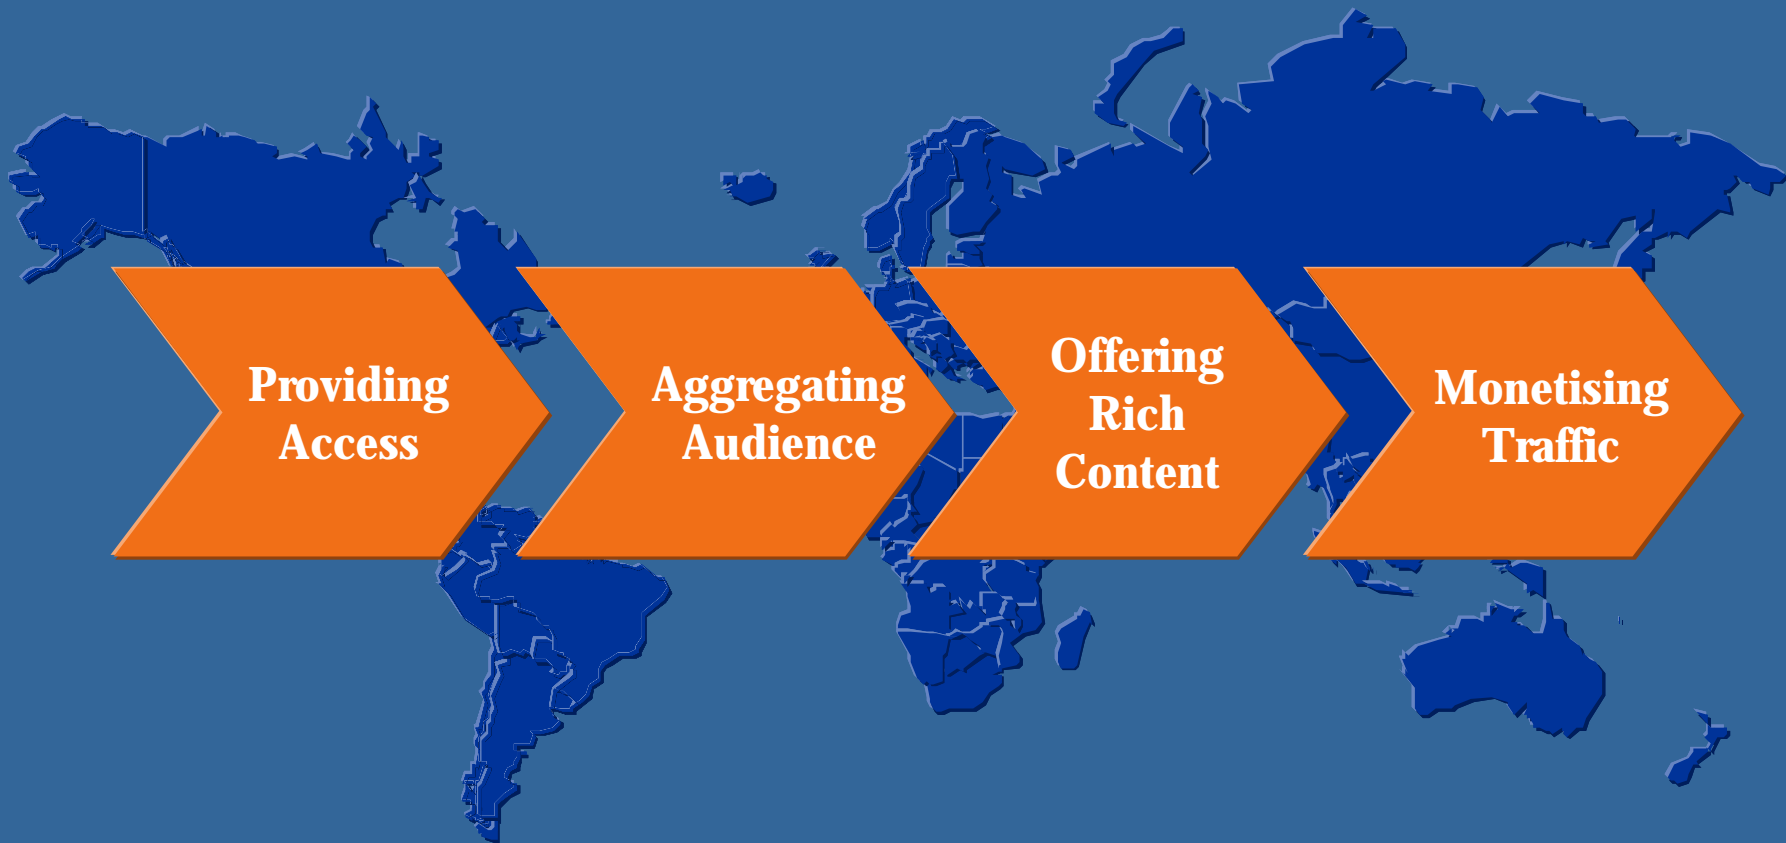 Providing
Access
Aggregating
Audience
Offering
Rich
Content
Monetising
Traffic